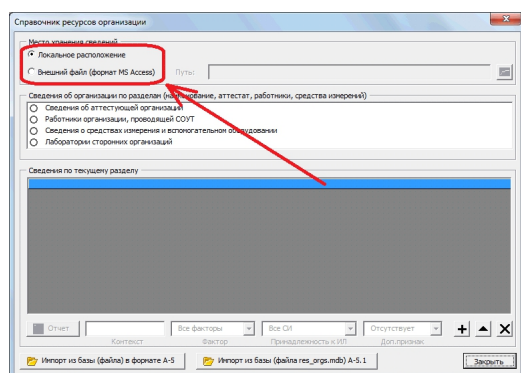 Справочник ресурсов организации
Место хранения сведений
Локальное расположение
Внешний файл (формат MS Access)
Путь:
Сведения об организации по разделам (наименование, аттестат, работники, средства измерений)
Сведения об аттестующей организации
Работники организации, проводящей СОУТ
Сведения о средствах измерения и вспомогательном оборудовании
Лаборатории сторонних организаций
Сведения по текущему разделу
Отчет
Все факторы
Все СИ
Отсутствует
Контекст
Фактор
Принадлежность к ИЛ
Доп.признак
Импорт из базы (файла) в формате А-5
Импорт из базы (файла res_orgs.mdb) А-5.1
Закрыть